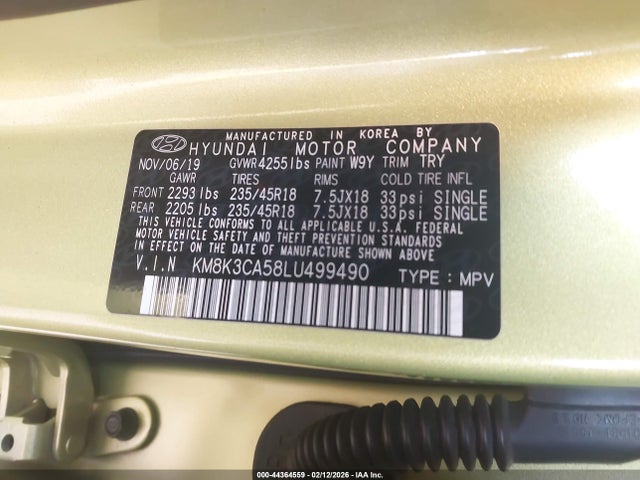 MANUFACTURED IN KOREA BY
HYUNDAI MOTOR COMPANY
NOV/06/19 GVWR 4255lbs PAINT W9Y TRIM TRY
GAWR TIRES RIMS COLD TIRE INFL
FRONT 2293 lbs 235/45R18 7.5JX18 33psi SINGLE
REAR 2205 lbs 235/45R18 7.5JX18 33psi SINGLE
THIS VEHICLE CONFORMS TO ALL APPLICABLE U.S.A. FEDERAL
MOTOR VEHICLE SAFETY AND THEFT PREVENTION STANDARDS
IN EFFECT ON THE DATE OF MANUFACTURE SHOWN ABOVE.
V.I.N KM8K3CA58LU499490 TYPE : MPV
000-44364559 - 02/12/2026 - IAA Inc.